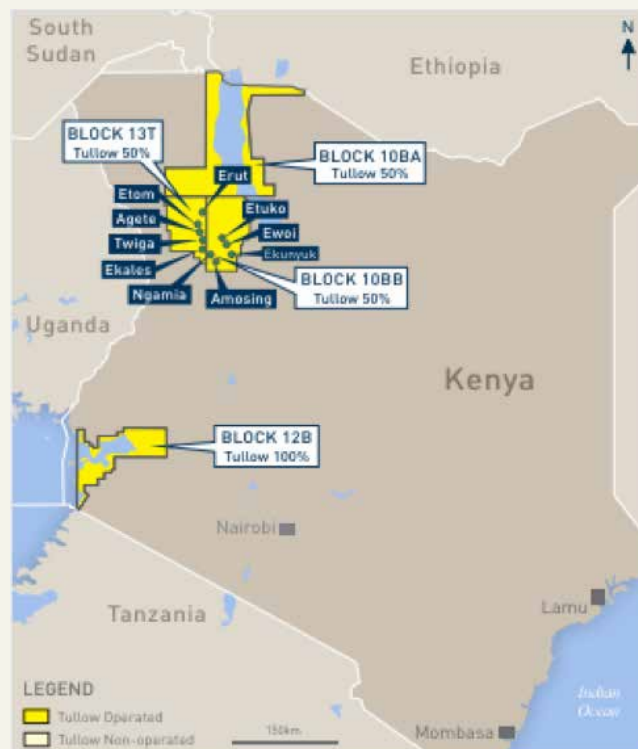 South
Sudan
Ethiopia
N
BLOCK 13T
Tullow 50%
BLOCK 10BA
Tullow 50%
Erut
Etom
Etuko
Agete
Ewoi
Twiga
Ekunyuk
Ekales
BLOCK 10BB
Tullow 50%
Ngamia
Amosing
Uganda
Kenya
BLOCK 12B
Tullow 100%
Nairobi
Tanzania
Lamu
LEGEND
Tullow Operated
Tullow Non-operated
150km
Indian
Ocean
Mombasa